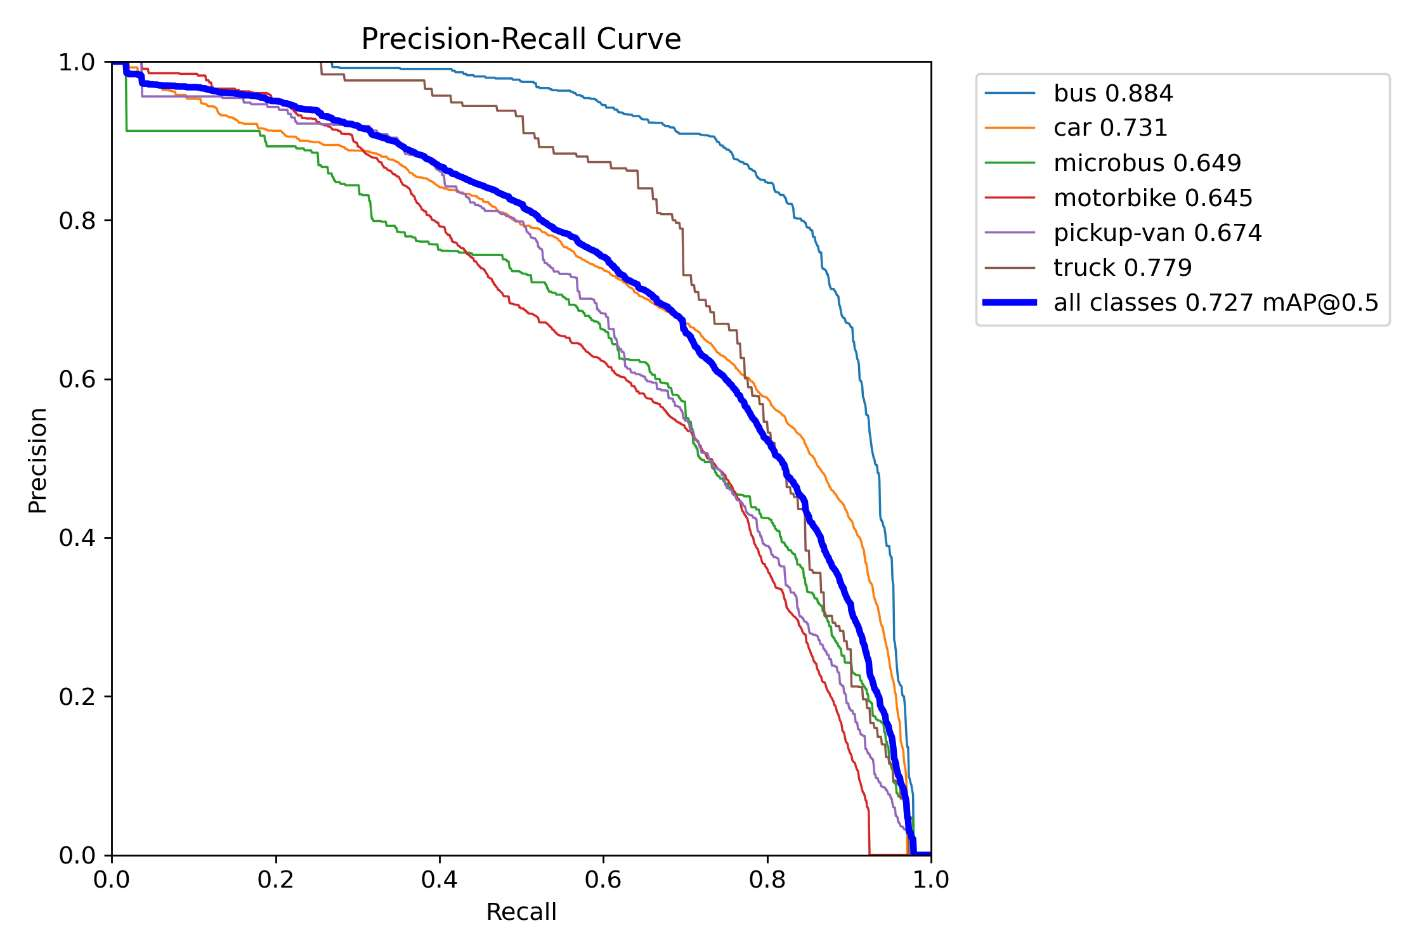 Precision-Recall Curve
1.0
0.8
0.6
0.4
0.2
0.0
Precision
0.0 0.2 0.4 0.6 0.8 1.0
Recall
bus 0.884
car 0.731
microbus 0.649
motorbike 0.645
pickup-van 0.674
truck 0.779
all classes 0.727 mAP@0.5